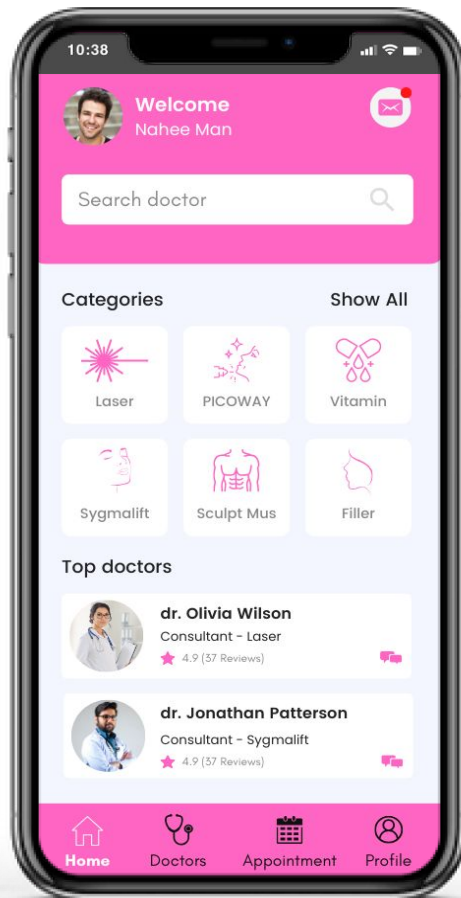 10:38
Welcome
Nahee Man
Search doctor
Categories Show All
Laser PICOWAY Vitamin
Sygmalift Sculpt Mus Filler
Top doctors
dr. Olivia Wilson
Consultant - Laser
4.9 (37 Reviews)
dr. Jonathan Patterson
Consultant - Sygmalift
4.9 (37 Reviews)
Home Doctors Appointment Profile